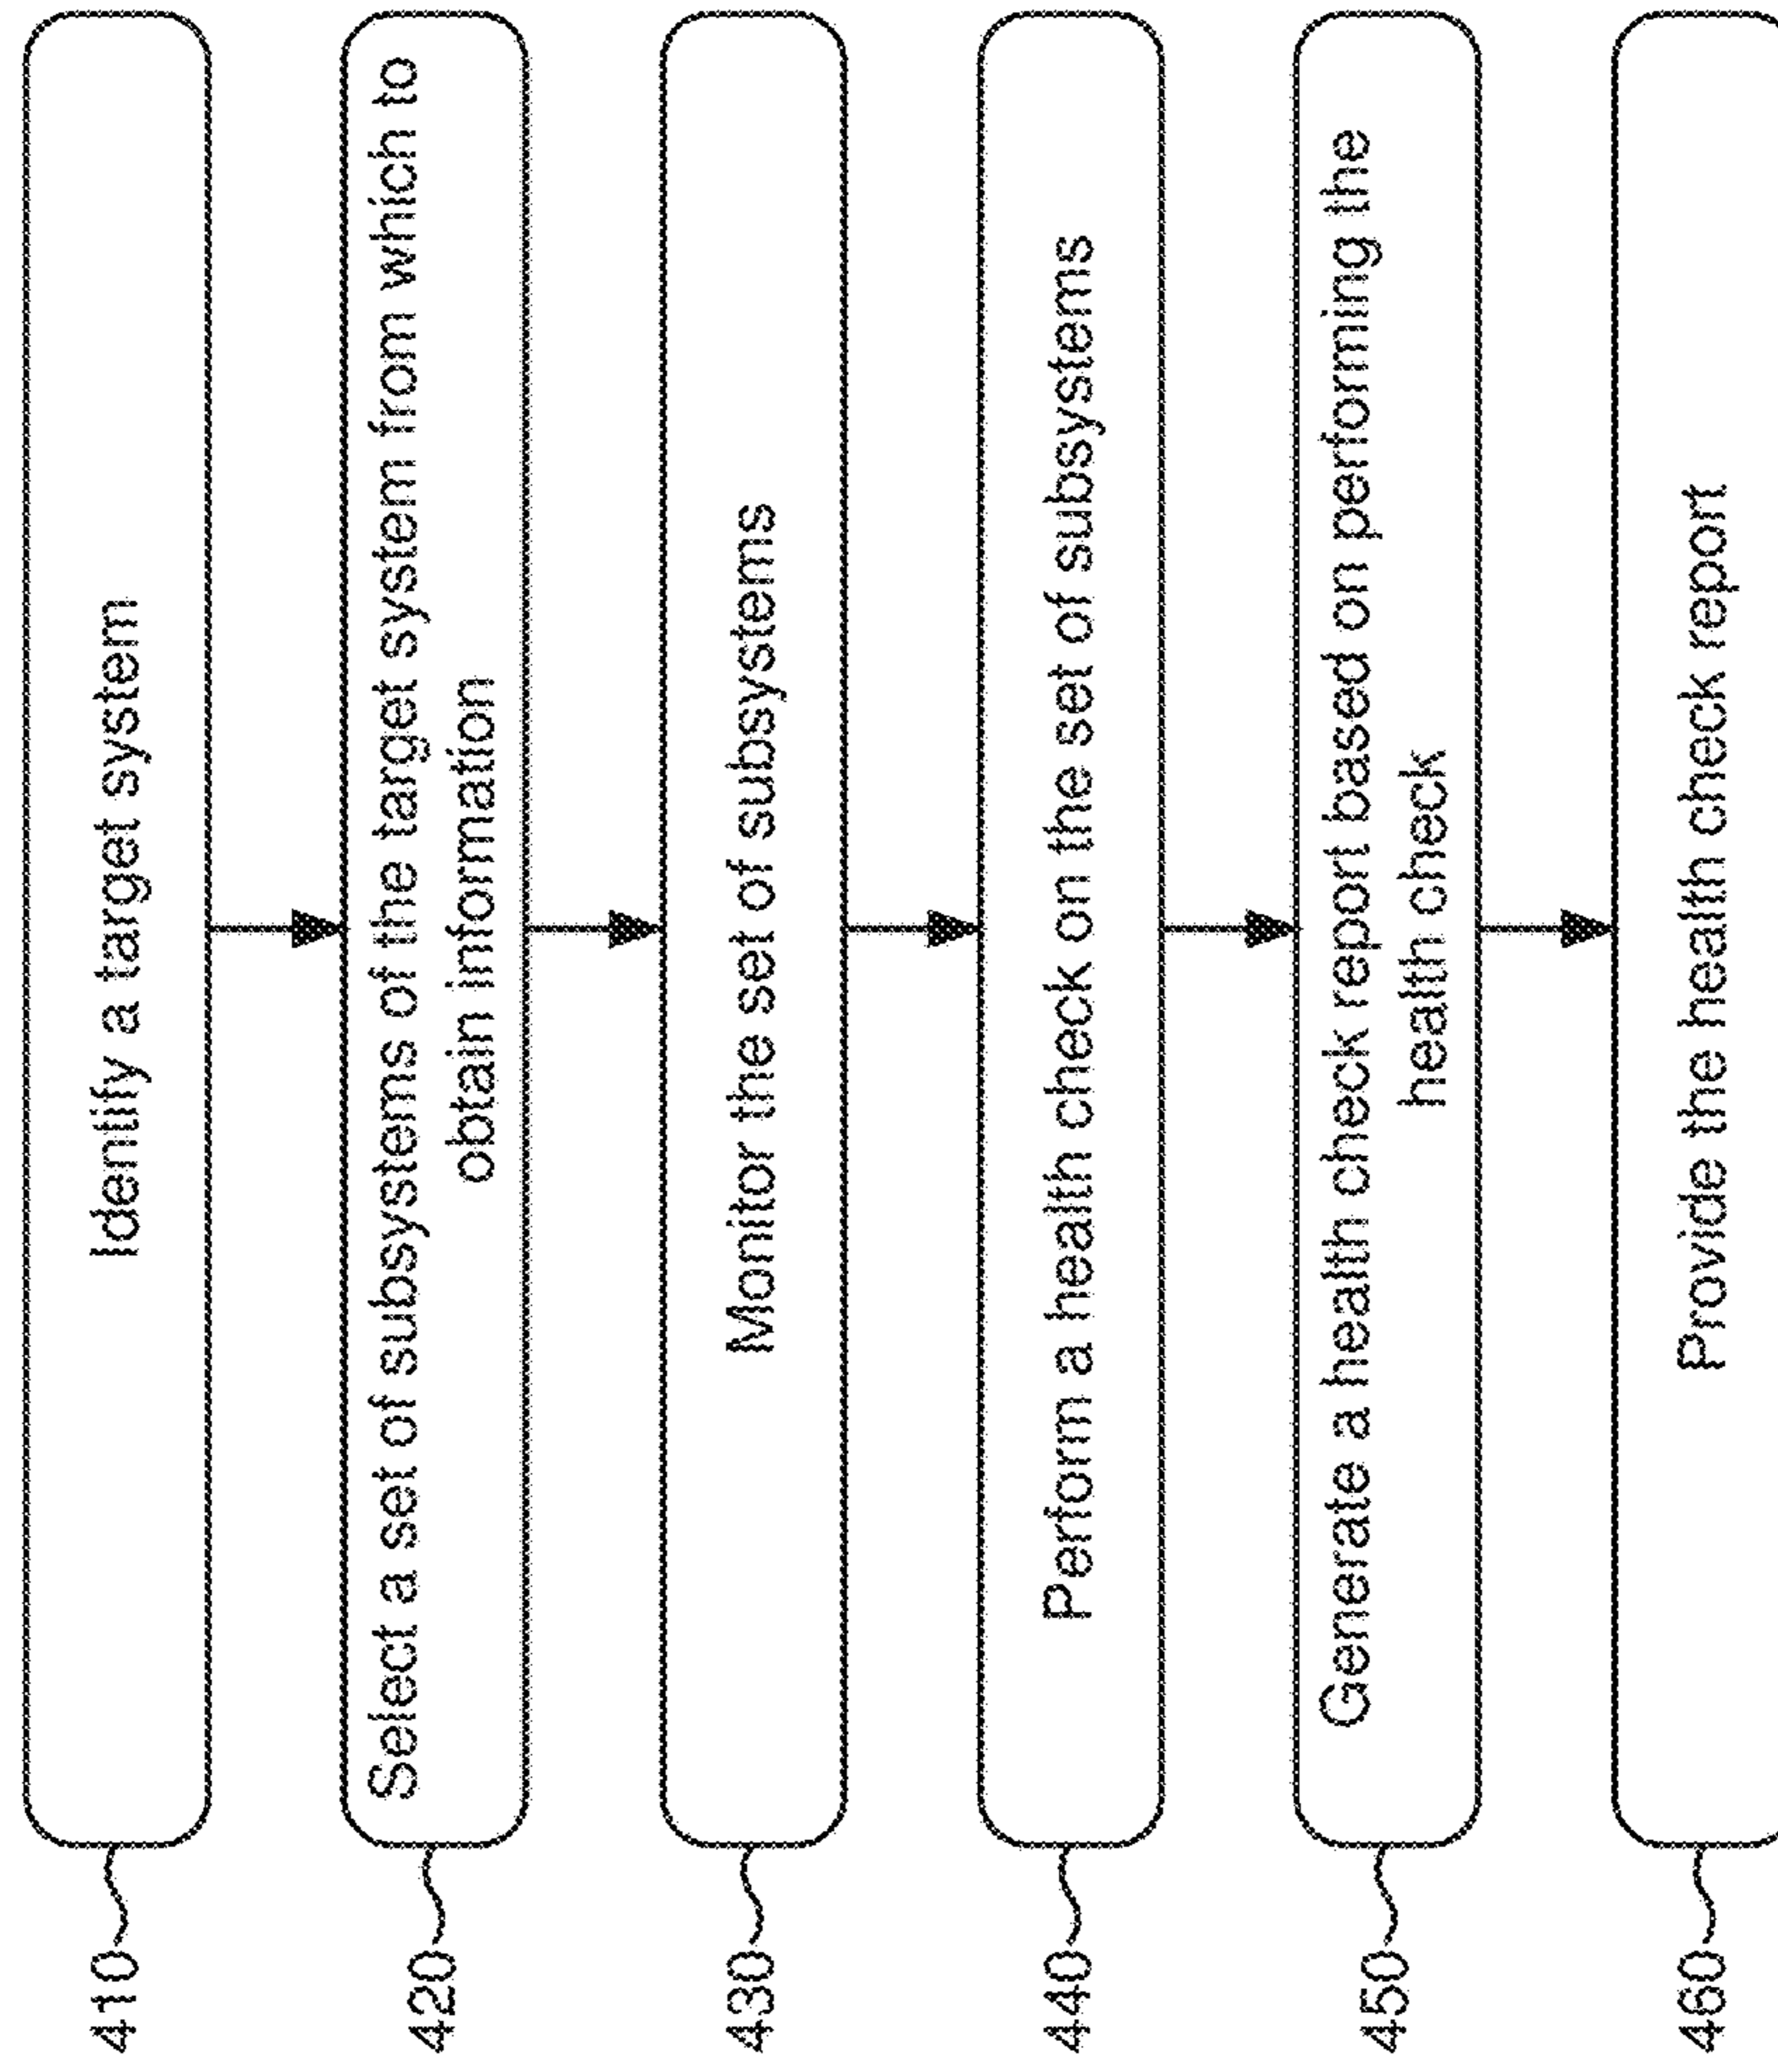 410
Identify a target system
420
Select a set of subsystems of the target system from which to
obtain information
430
Monitor the set of subsystems
440
Perform a health check on the set of subsystems
450
Generate a health check report based on performing the
health check
460
Provide the health check report